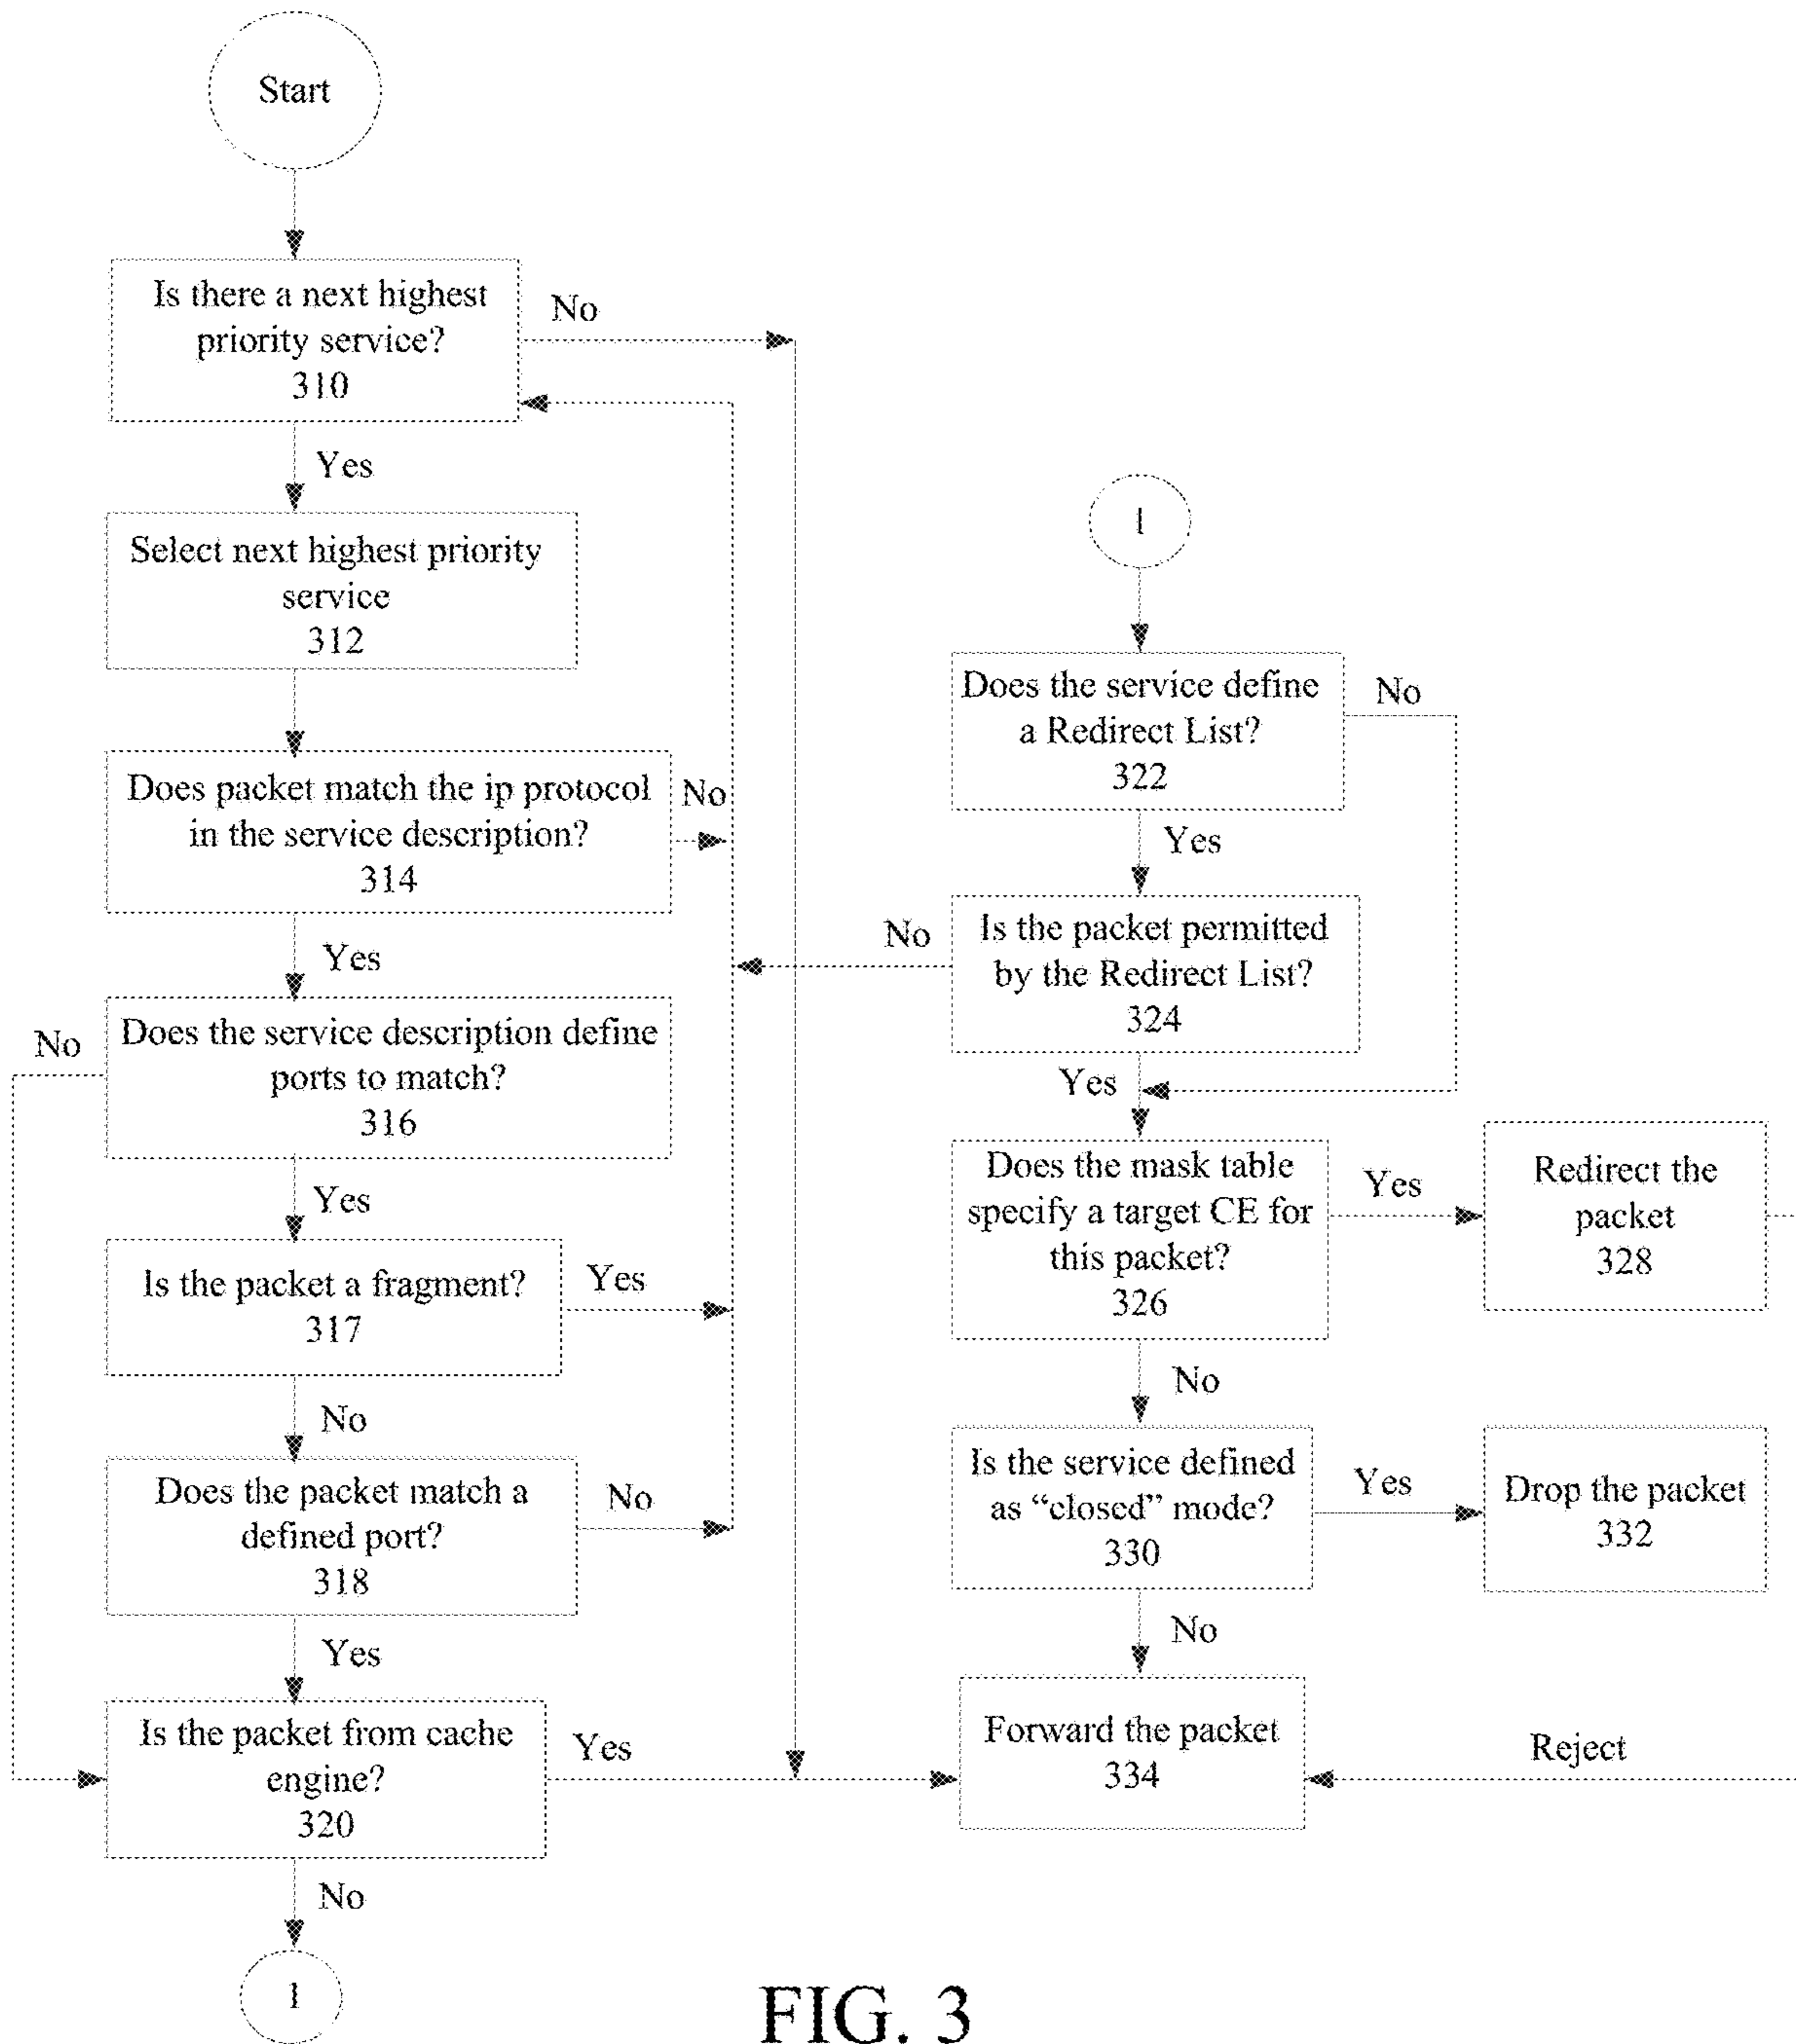 Start
Is there a next highest
priority service?
310
No
Yes
Select next highest priority
service
312
Does packet match the ip protocol
in the service description?
314
No
Yes
Does the service description define
ports to match?
316
No
Yes
Is the packet a fragment?
317
Yes
No
Does the packet match a
defined port?
318
No
Yes
Is the packet from cache
engine?
320
Yes
No
1
1
Does the service define
a Redirect List?
322
No
Yes
Is the packet permitted
by the Redirect List?
324
No
Yes
Does the mask table
specify a target CE for
this packet?
326
Yes
Redirect the
packet
328
No
Is the service defined
as “closed” mode?
330
Yes
Drop the packet
332
No
Forward the packet
334
Reject
FIG. 3